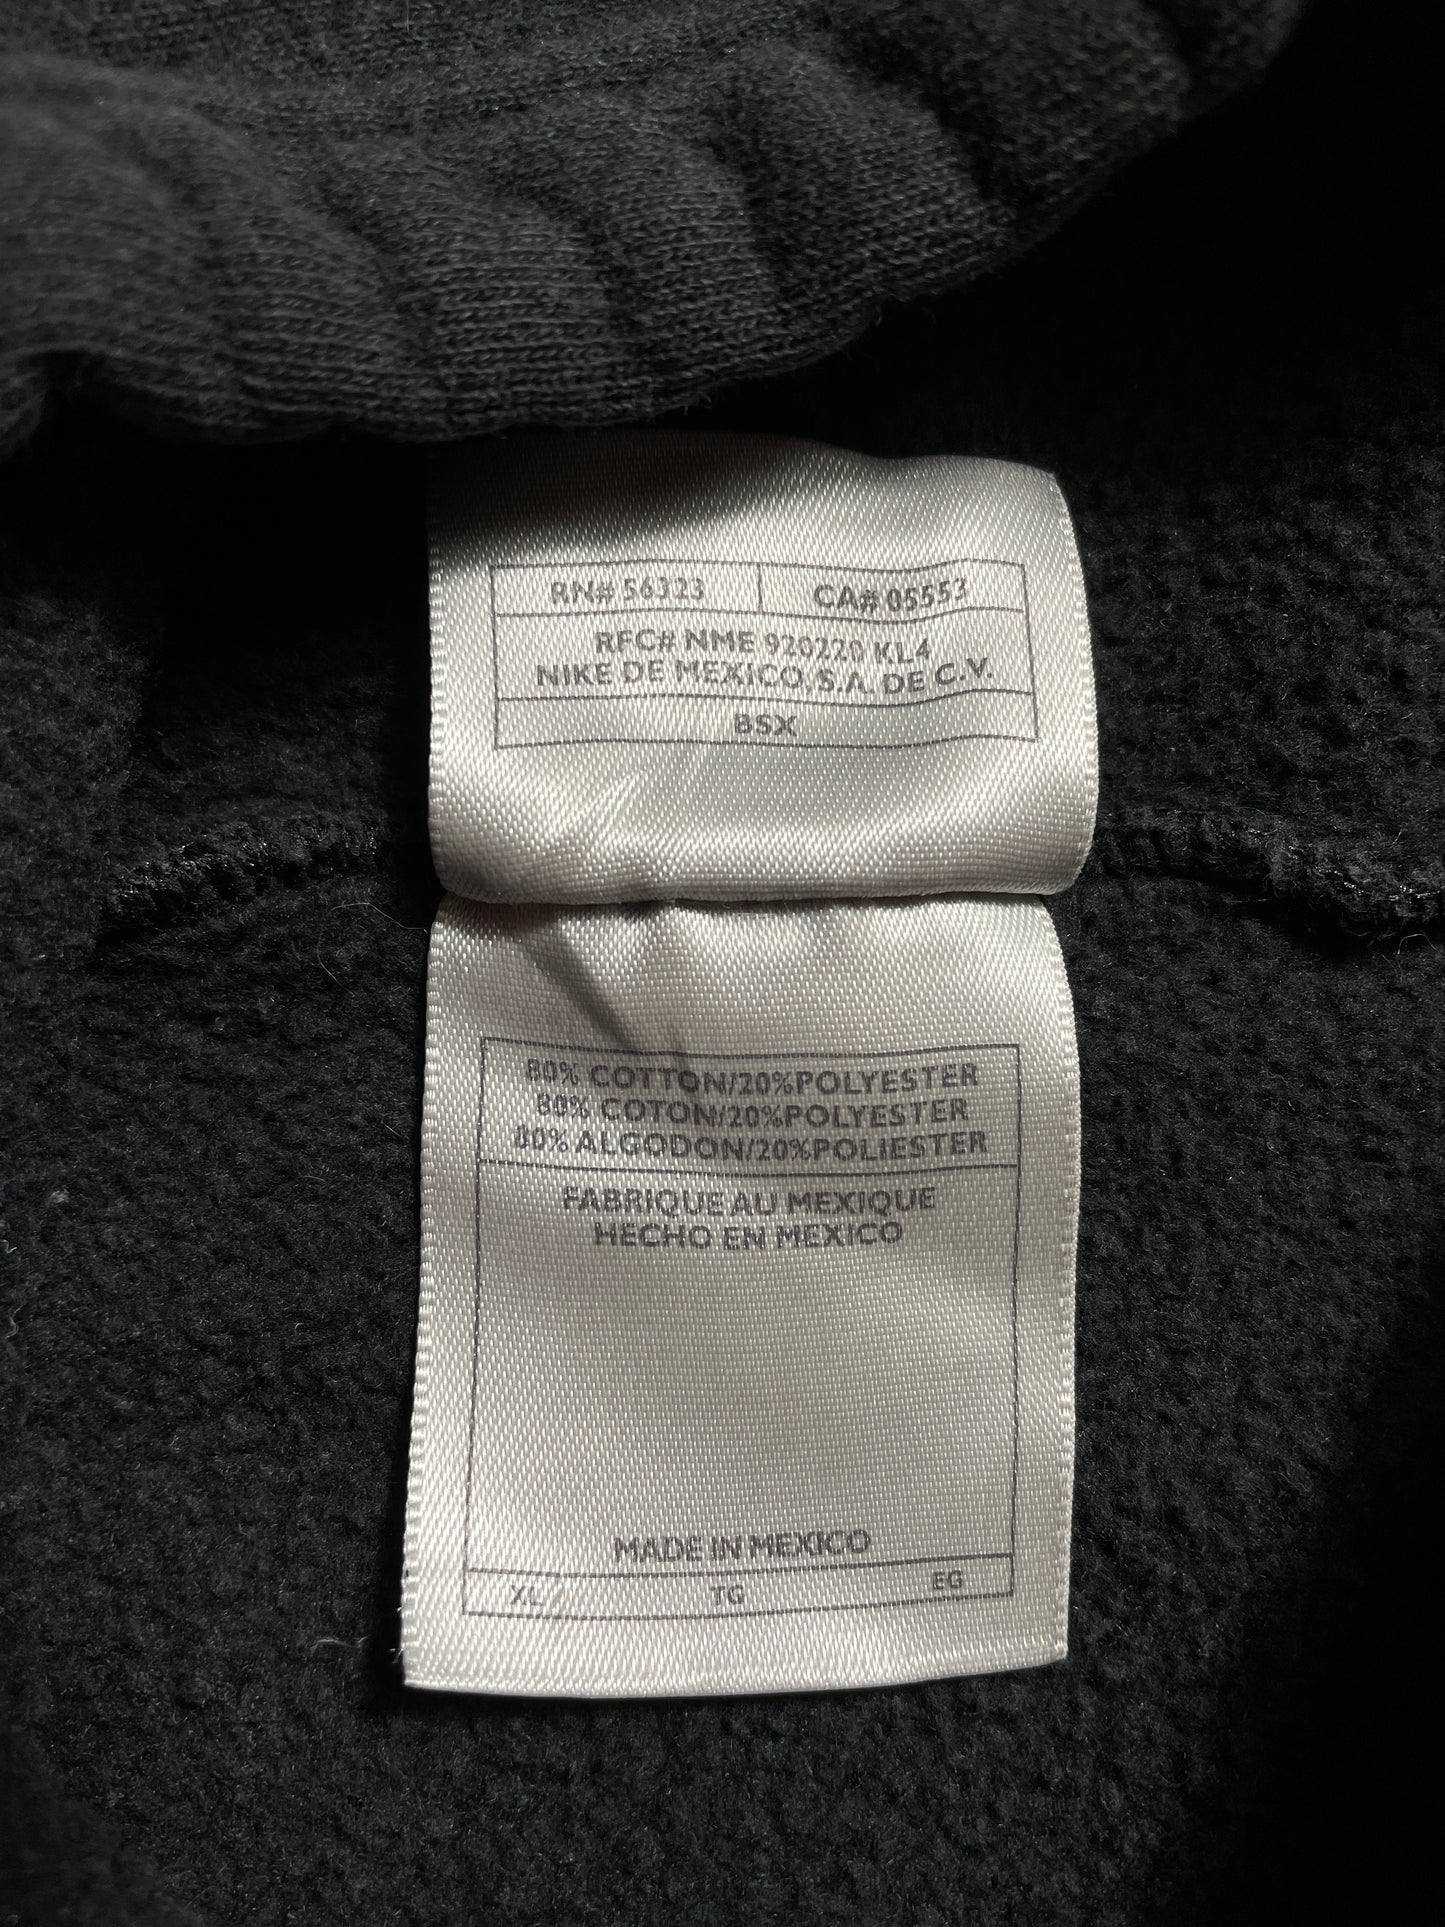 RN# 56323 CA# 05553
RFC# NME 920220 KL4
NIKE DE MEXICO, S.A. DE C.V.
BSX
80% COTTON/20%POLYESTER
80% COTON/20%POLYESTER
80% ALGODON/20%POLIESTER
FABRIQUE AU MEXIQUE
HECHO EN MEXICO
MADE IN MEXICO
XL TG EG